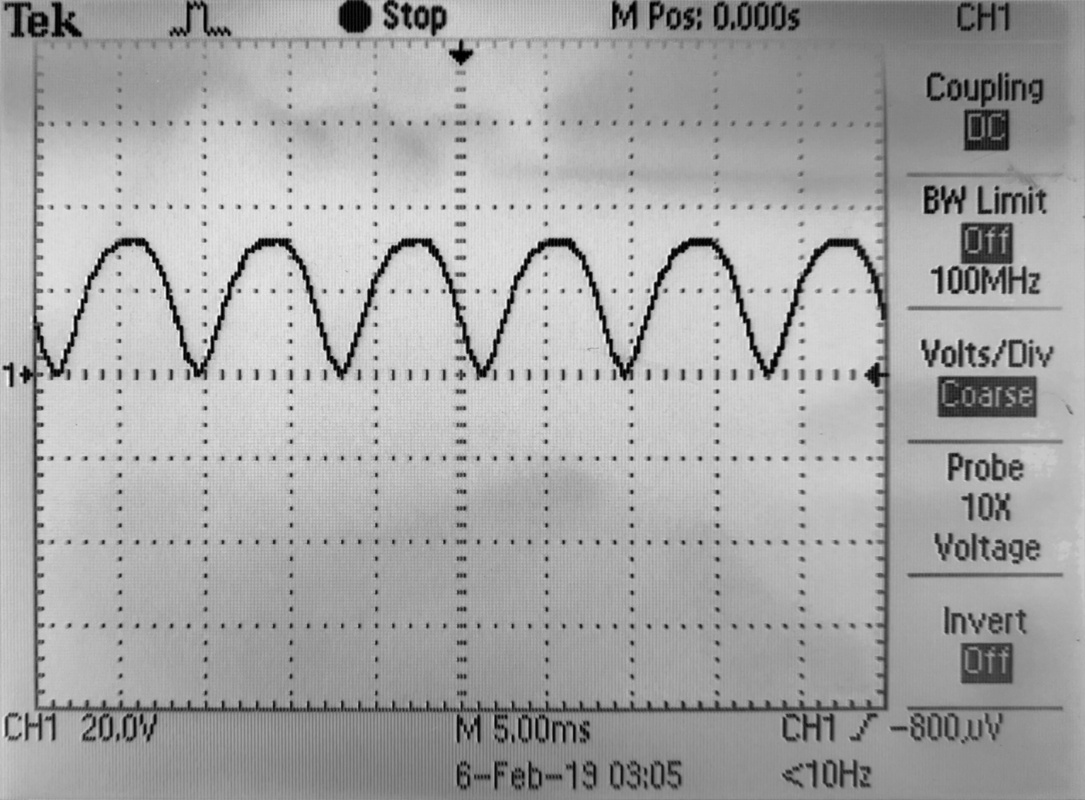 Tek Stop M Pos: 0.000s CH1
Coupling
DC
BW Limit
Off
100MHz
Volts/Div
Coarse
Probe
10X
Voltage
Invert
Off
1
CH1 20.0V M 5.00ms CH1 -800µV
6-Feb-19 03:05 <10Hz